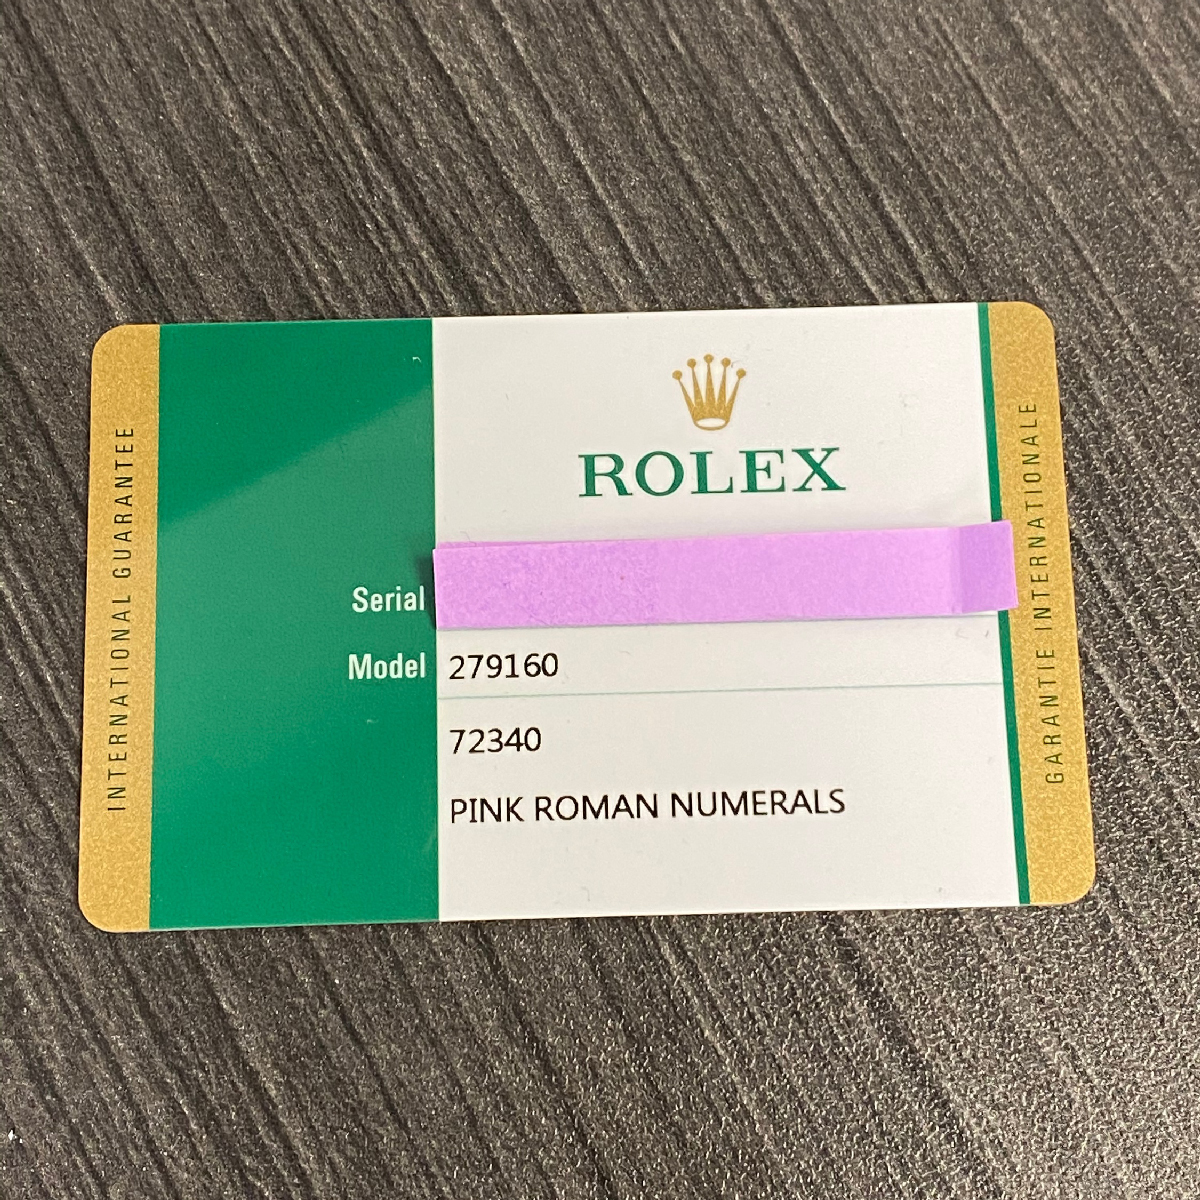 INTERNATIONAL GUARANTEE
ROLEX
Serial
Model 279160
72340
PINK ROMAN NUMERALS
GARANTIE INTERNATIONALE